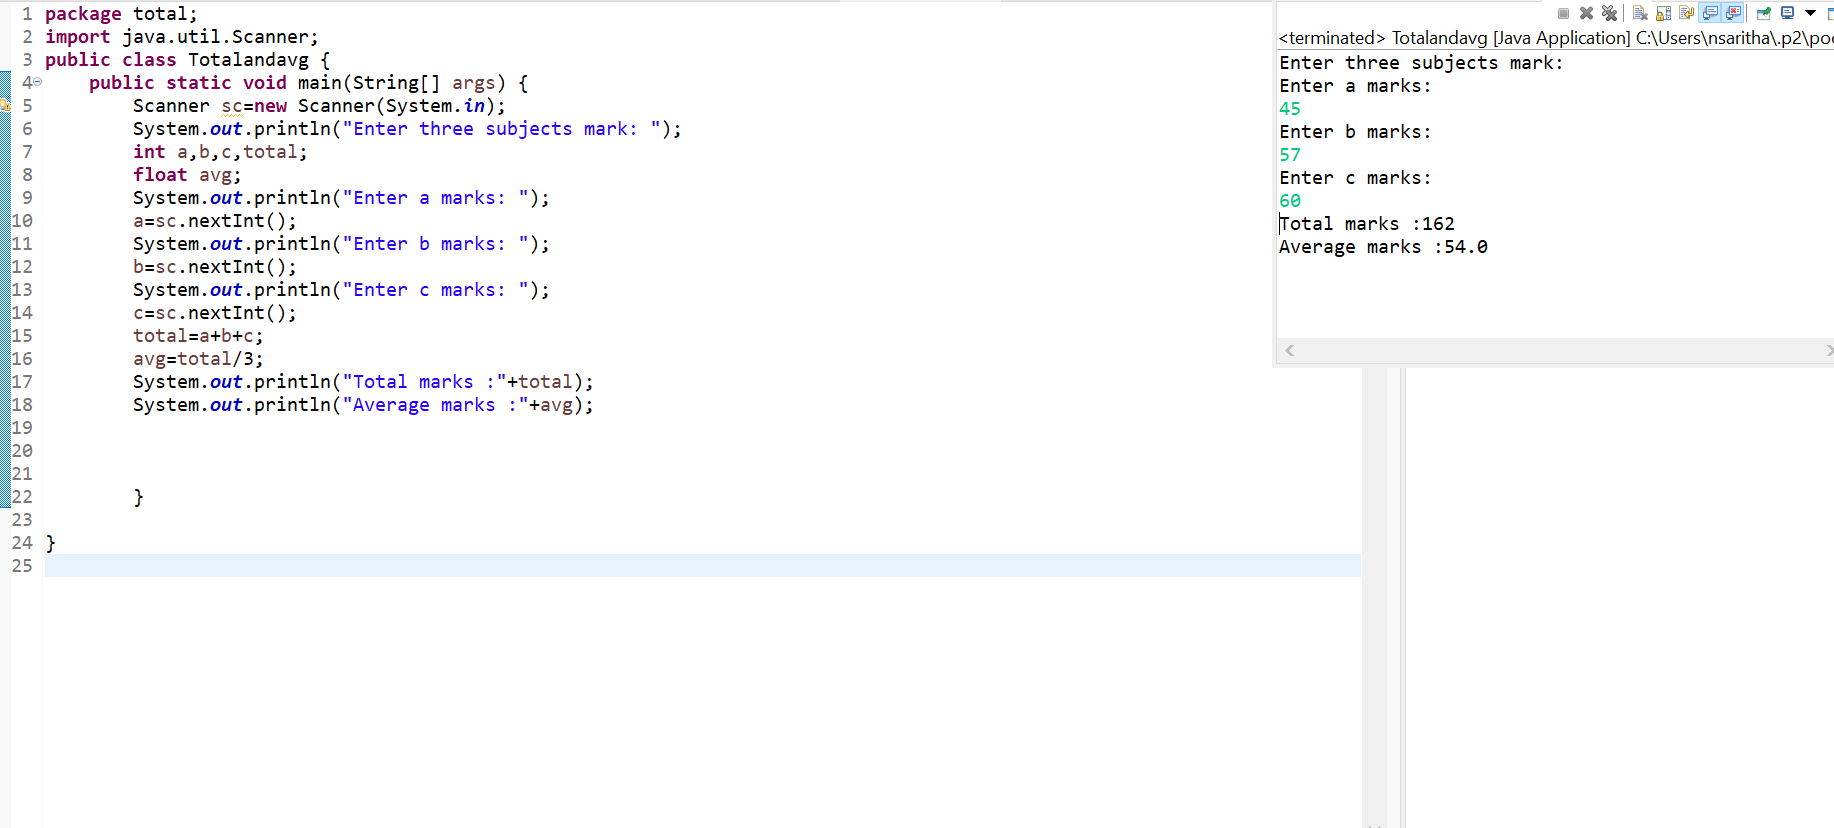 1 package total;
2 import java.util.Scanner;
3 public class Totalandavg {
4 public static void main(String[] args) {
5 Scanner sc=new Scanner(System.in);
6 System.out.println("Enter three subjects mark: ");
7 int a,b,c,total;
8 float avg;
9 System.out.println("Enter a marks: ");
10 a=sc.nextInt();
11 System.out.println("Enter b marks: ");
12 b=sc.nextInt();
13 System.out.println("Enter c marks: ");
14 c=sc.nextInt();
15 total=a+b+c;
16 avg=total/3;
17 System.out.println("Total marks :"+total);
18 System.out.println("Average marks :"+avg);
19
20
21
22 }
23
24 }
25
<terminated> Totalandavg [Java Application] C:\Users\nsaritha\.p2\poo
Enter three subjects mark:
Enter a marks:
45
Enter b marks:
57
Enter c marks:
60
Total marks :162
Average marks :54.0